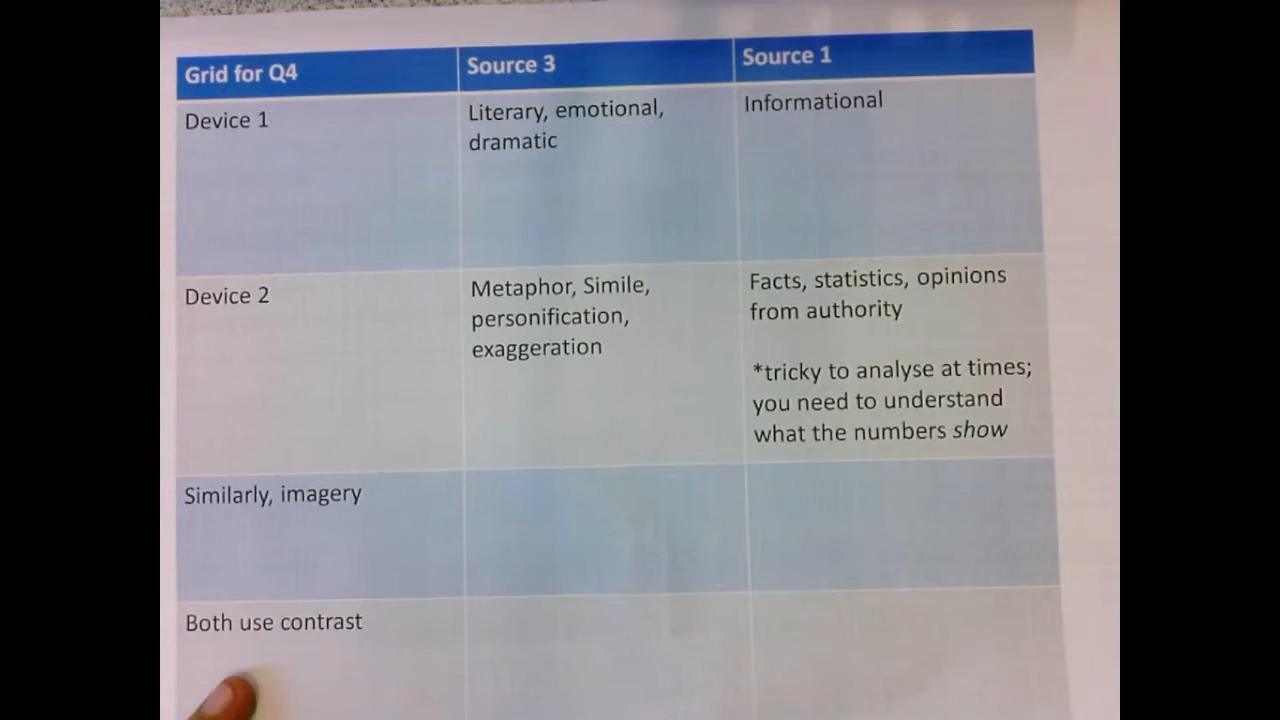 Grid for Q4
Source 3
Source 1
Device 1
Literary, emotional,
dramatic
Informational
Device 2
Metaphor, Simile,
personification,
exaggeration
Facts, statistics, opinions
from authority
*tricky to analyse at times;
you need to understand
what the numbers show
Similarly, imagery
Both use contrast